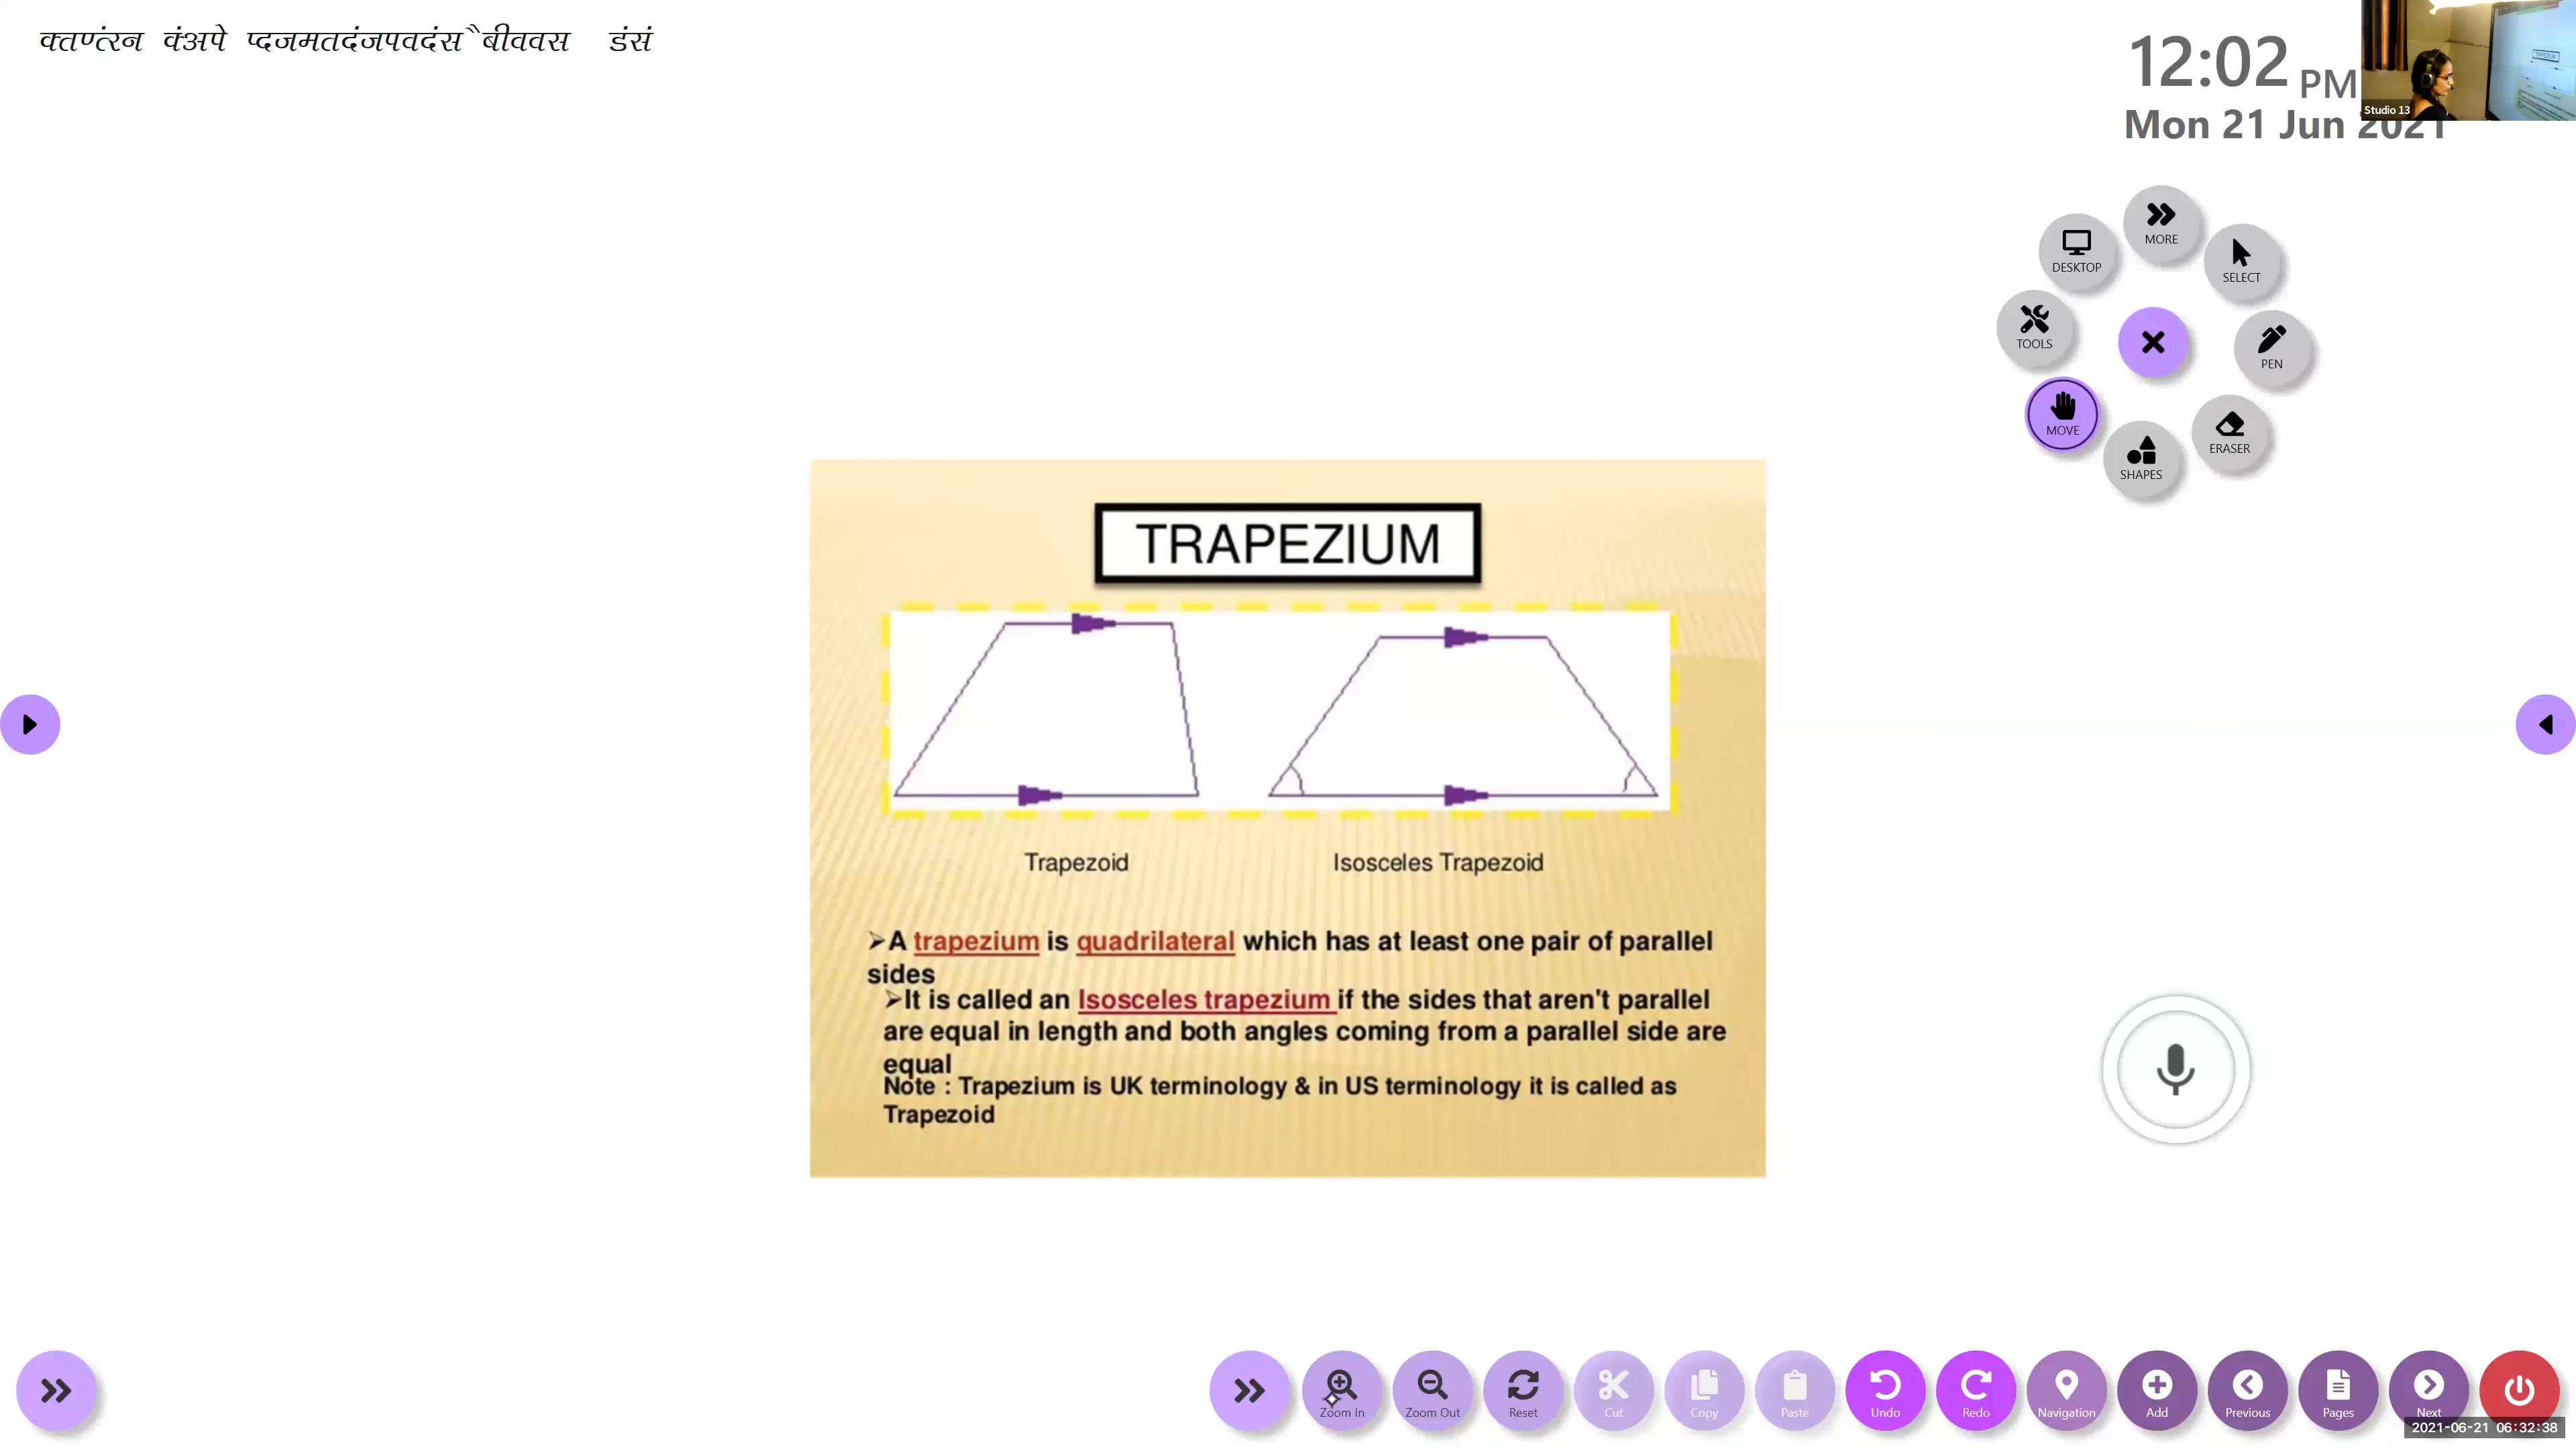 क्तण्ंरन कंअपे प्दजमतदंजपवदंस ैबीववस डंसं
12:02 PM
Studio 13
Mon 21 Jun 2021
MORE
DESKTOP
SELECT
TOOLS
PEN
MOVE
ERASER
SHAPES
TRAPEZIUM
Trapezoid Isosceles Trapezoid
➢A trapezium is quadrilateral which has at least one pair of parallel
sides
➢It is called an Isosceles trapezium if the sides that aren't parallel
are equal in length and both angles coming from a parallel side are
equal
Note : Trapezium is UK terminology & in US terminology it is called as
Trapezoid
Zoom In Zoom Out Reset Cut Copy Paste Undo Redo Navigation Add Previous Pages Next
2021-06-21 06:32:38